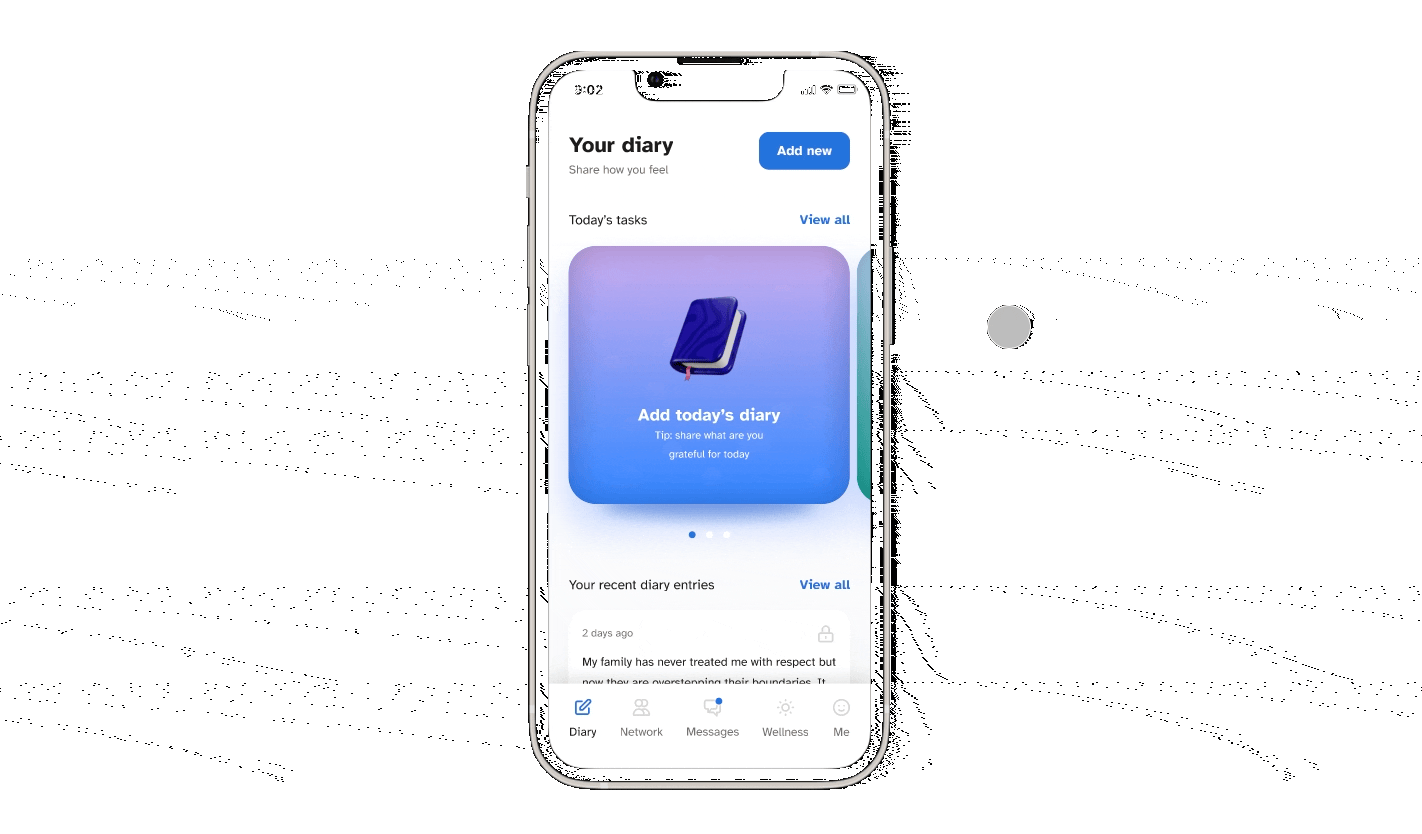 9:02
Your diary
Add new
Share how you feel
Today's tasks
View all
Add today's diary
Tip: share what are you
grateful for today
Your recent diary entries
View all
2 days ago
My family has never treated me with respect but
now they are overstepping their boundaries. It
Diary
Network
Messages
Wellness
Me